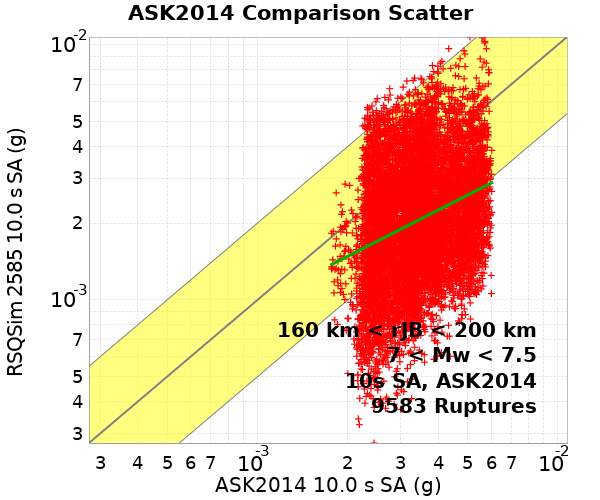 ASK2014 Comparison Scatter
RSQSim 2585 10.0 s SA (g)
10-2
7
5
4
3
2
10-3
7
5
4
3
160 km < rJB < 200 km
7 < Mw < 7.5
10s SA, ASK2014
9583 Ruptures
3 4 5 6 7 10-3 2 3 4 5 6 7 10-2
ASK2014 10.0 s SA (g)